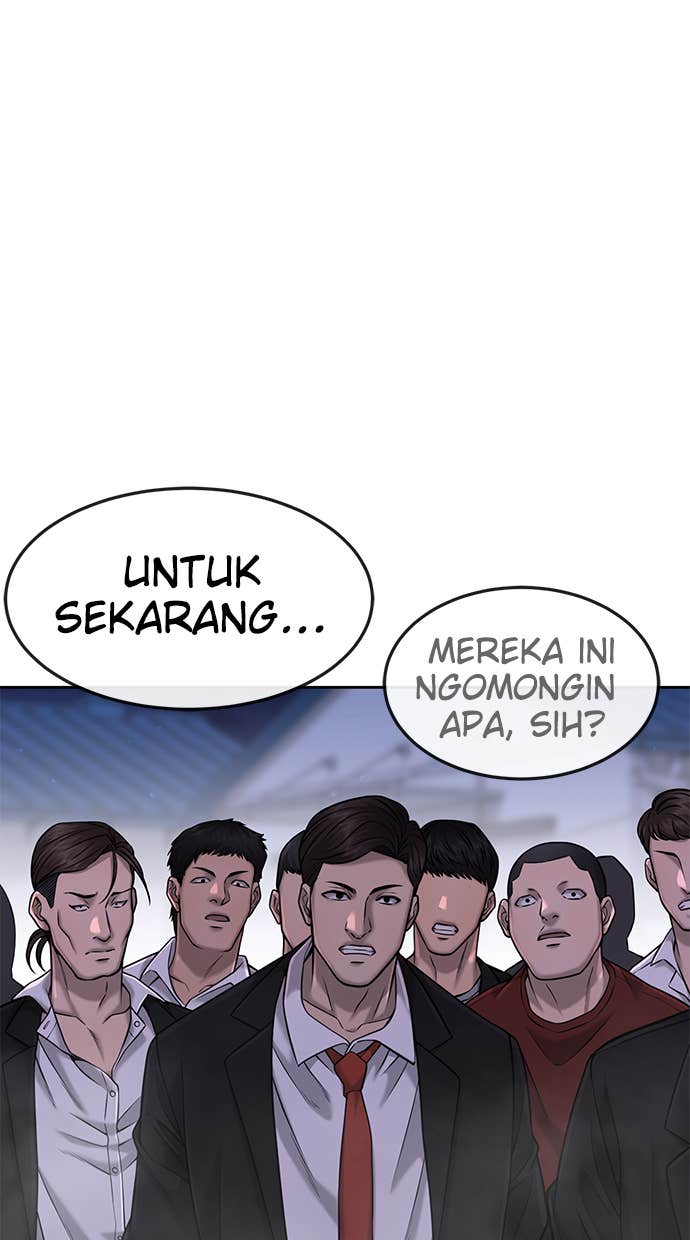 UNTUK
SEKARANG...
MEREKA INI
NGOMONGIN
APA, SIH?